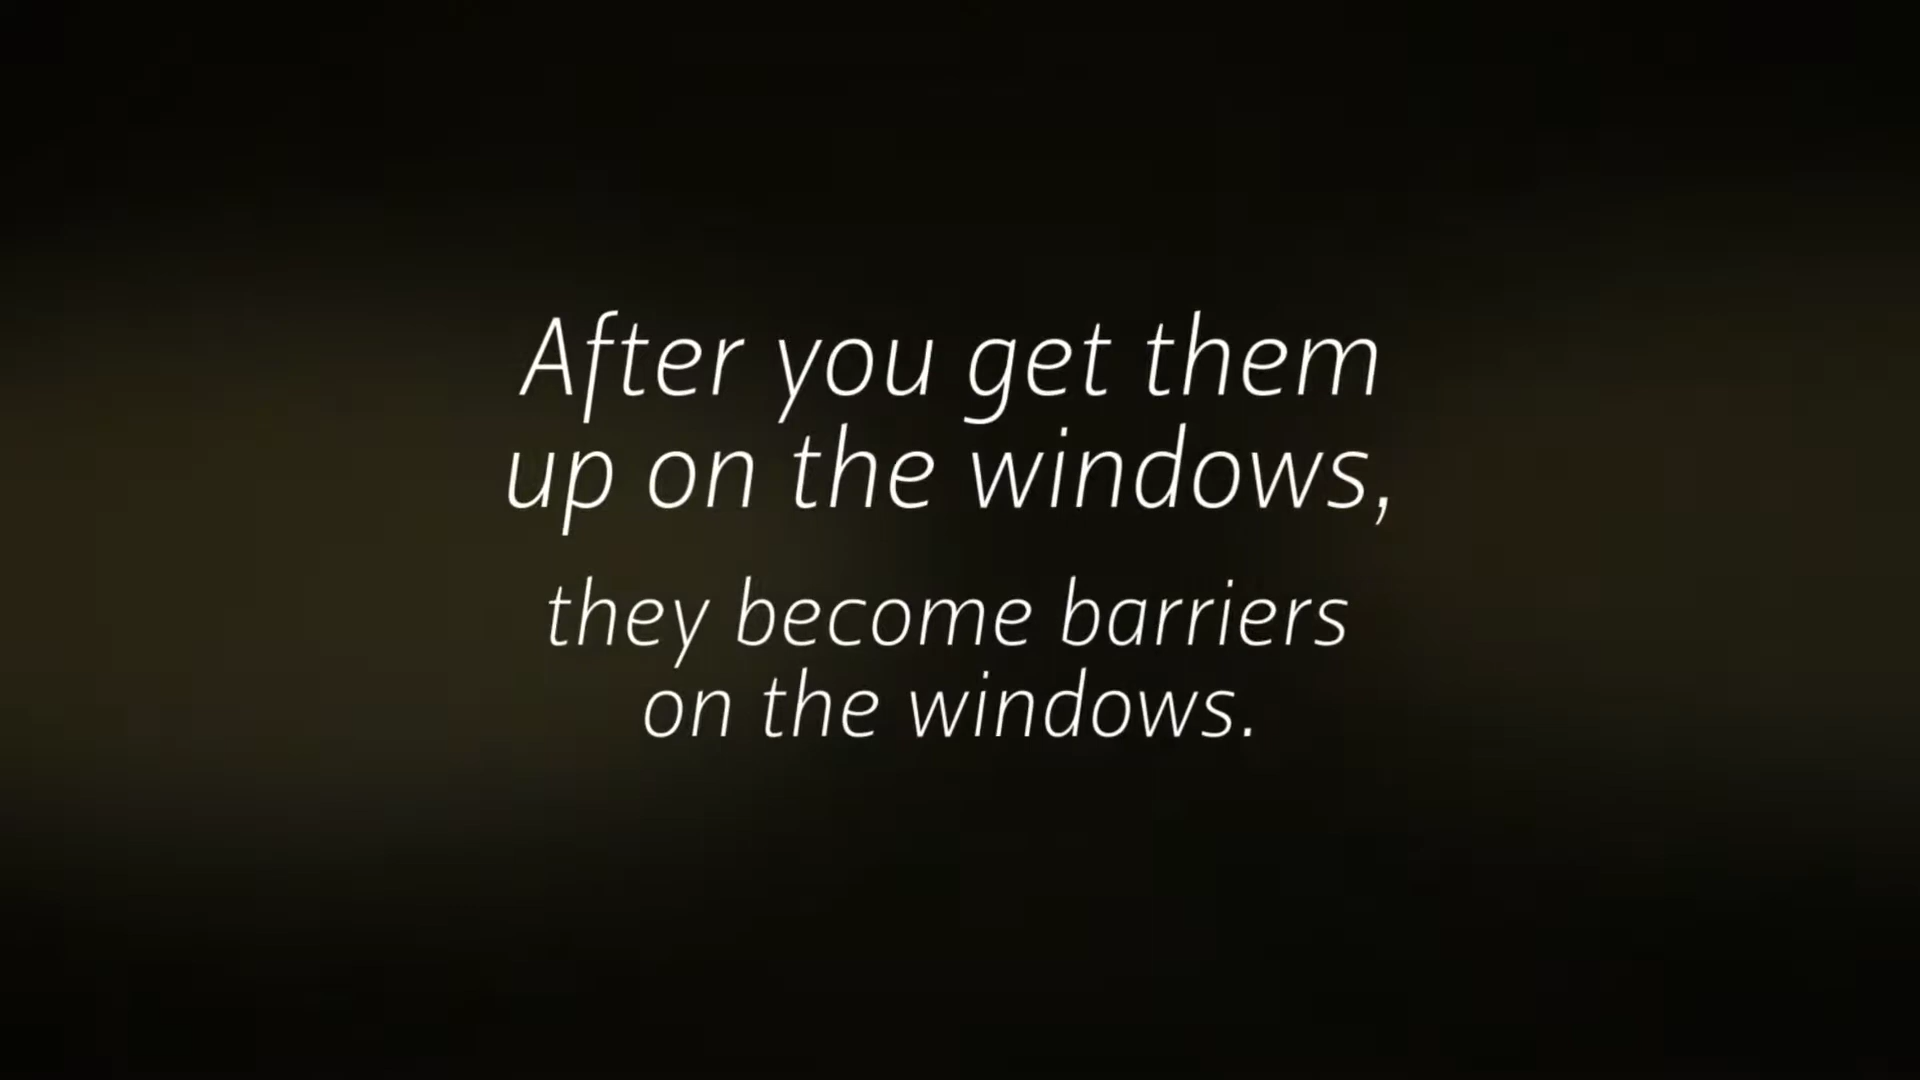 After you get them
up on the windows,
they become barriers
on the windows.